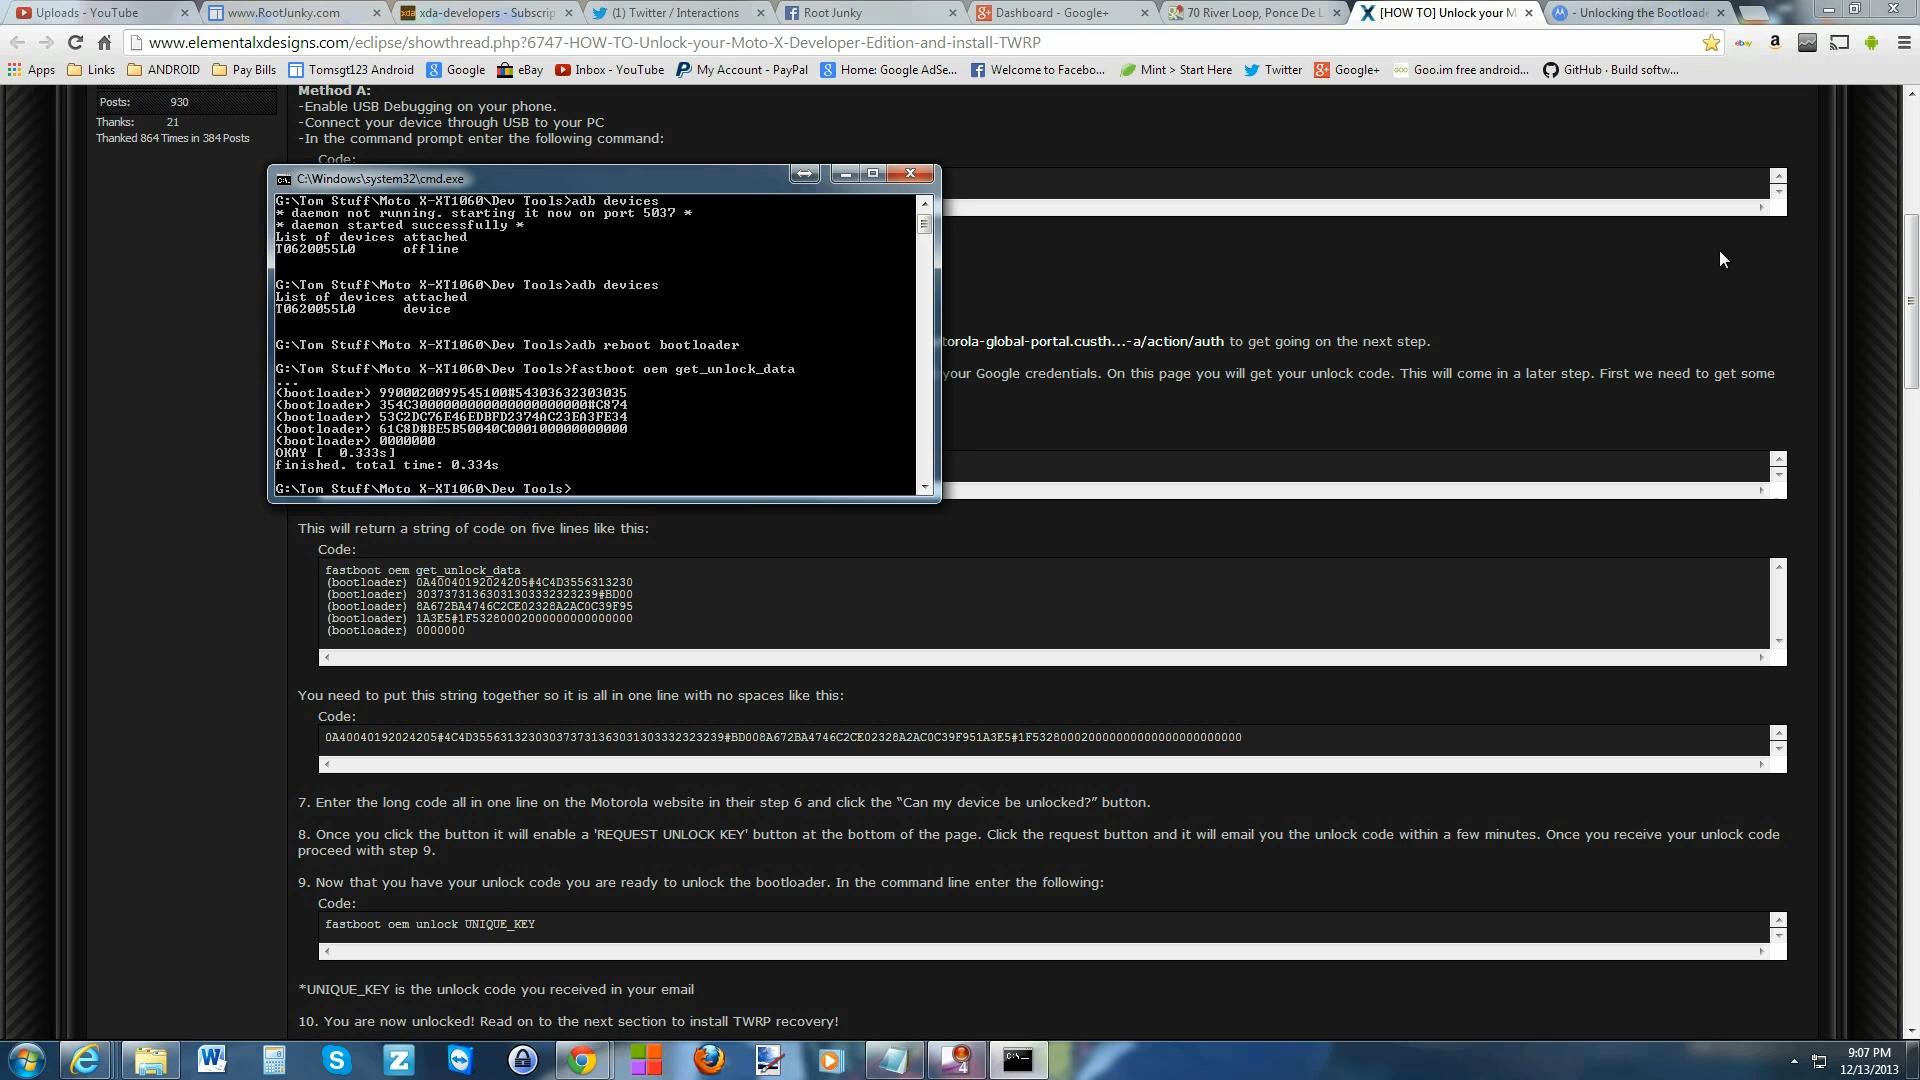 Uploads - YouTube
www.RootJunky.com
xda-developers - Subscrip
(1) Twitter / Interactions
Root Junky
Dashboard - Google+
70 River Loop, Ponce De L
[HOW TO] Unlock your M
- Unlocking the Bootloade
www.elementalxdesigns.com/eclipse/showthread.php?6747-HOW-TO-Unlock-your-Moto-X-Developer-Edition-and-install-TWRP
Apps Links ANDROID Pay Bills Tomsgt123 Android Google eBay Inbox - YouTube My Account - PayPal Home: Google AdSe... Welcome to Facebo... Mint > Start Here Twitter Google+ Goo.im free android... GitHub · Build softw...
Posts: 930
Thanks: 21
Thanked 864 Times in 384 Posts
Method A:
-Enable USB Debugging on your phone.
-Connect your device through USB to your PC
-In the command prompt enter the following command:
Code:
C:\Windows\system32\cmd.exe
G:\Tom Stuff\Moto X-XT1060\Dev Tools>adb devices
* daemon not running. starting it now on port 5037 *
* daemon started successfully *
List of devices attached
T0620055L0 offline
G:\Tom Stuff\Moto X-XT1060\Dev Tools>adb devices
List of devices attached
T0620055L0 device
G:\Tom Stuff\Moto X-XT1060\Dev Tools>adb reboot bootloader
G:\Tom Stuff\Moto X-XT1060\Dev Tools>fastboot oem get_unlock_data
...
(bootloader) 9900020099545100#54303632303035
(bootloader) 354C3000000000000000000000#C874
(bootloader) 53C2DC76E46EDBFD2374AC23EA3FE34
(bootloader) 61C8D#BE5B50040C000100000000000
(bootloader) 0000000
OKAY [ 0.333s]
finished. total time: 0.334s
G:\Tom Stuff\Moto X-XT1060\Dev Tools>
orola-global-portal.custh...-a/action/auth to get going on the next step.
your Google credentials. On this page you will get your unlock code. This will come in a later step. First we need to get some
This will return a string of code on five lines like this:
Code:
fastboot oem get_unlock_data
(bootloader) 0A40040192024205#4C4D3556313230
(bootloader) 30373731363031303332323239#BD00
(bootloader) 8A672BA4746C2CE02328A2AC0C39F95
(bootloader) 1A3E5#1F53280002000000000000000
(bootloader) 0000000
You need to put this string together so it is all in one line with no spaces like this:
Code:
0A40040192024205#4C4D355631323030373731363031303332323239#BD008A672BA4746C2CE02328A2AC0C39F951A3E5#1F532800020000000000000000000000
7. Enter the long code all in one line on the Motorola website in their step 6 and click the “Can my device be unlocked?” button.
8. Once you click the button it will enable a 'REQUEST UNLOCK KEY' button at the bottom of the page. Click the request button and it will email you the unlock code within a few minutes. Once you receive your unlock code
proceed with step 9.
9. Now that you have your unlock code you are ready to unlock the bootloader. In the command line enter the following:
Code:
fastboot oem unlock UNIQUE_KEY
*UNIQUE_KEY is the unlock code you received in your email
10. You are now unlocked! Read on to the next section to install TWRP recovery!
9:07 PM
12/13/2013